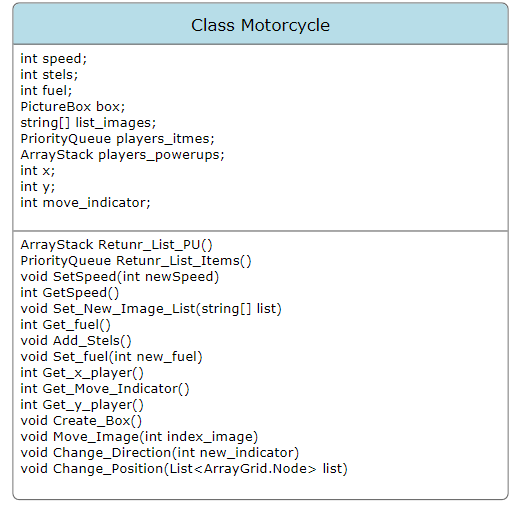 Class Motorcycle
int speed;
int stels;
int fuel;
PictureBox box;
string[] list_images;
PriorityQueue players_itmes;
ArrayStack players_powerups;
int x;
int y;
int move_indicator;
ArrayStack Retunr_List_PU()
PriorityQueue Retunr_List_Items()
void SetSpeed(int newSpeed)
int GetSpeed()
void Set_New_Image_List(string[] list)
int Get_fuel()
void Add_Stels()
void Set_fuel(int new_fuel)
int Get_x_player()
int Get_Move_Indicator()
int Get_y_player()
void Create_Box()
void Move_Image(int index_image)
void Change_Direction(int new_indicator)
void Change_Position(List<ArrayGrid.Node> list)